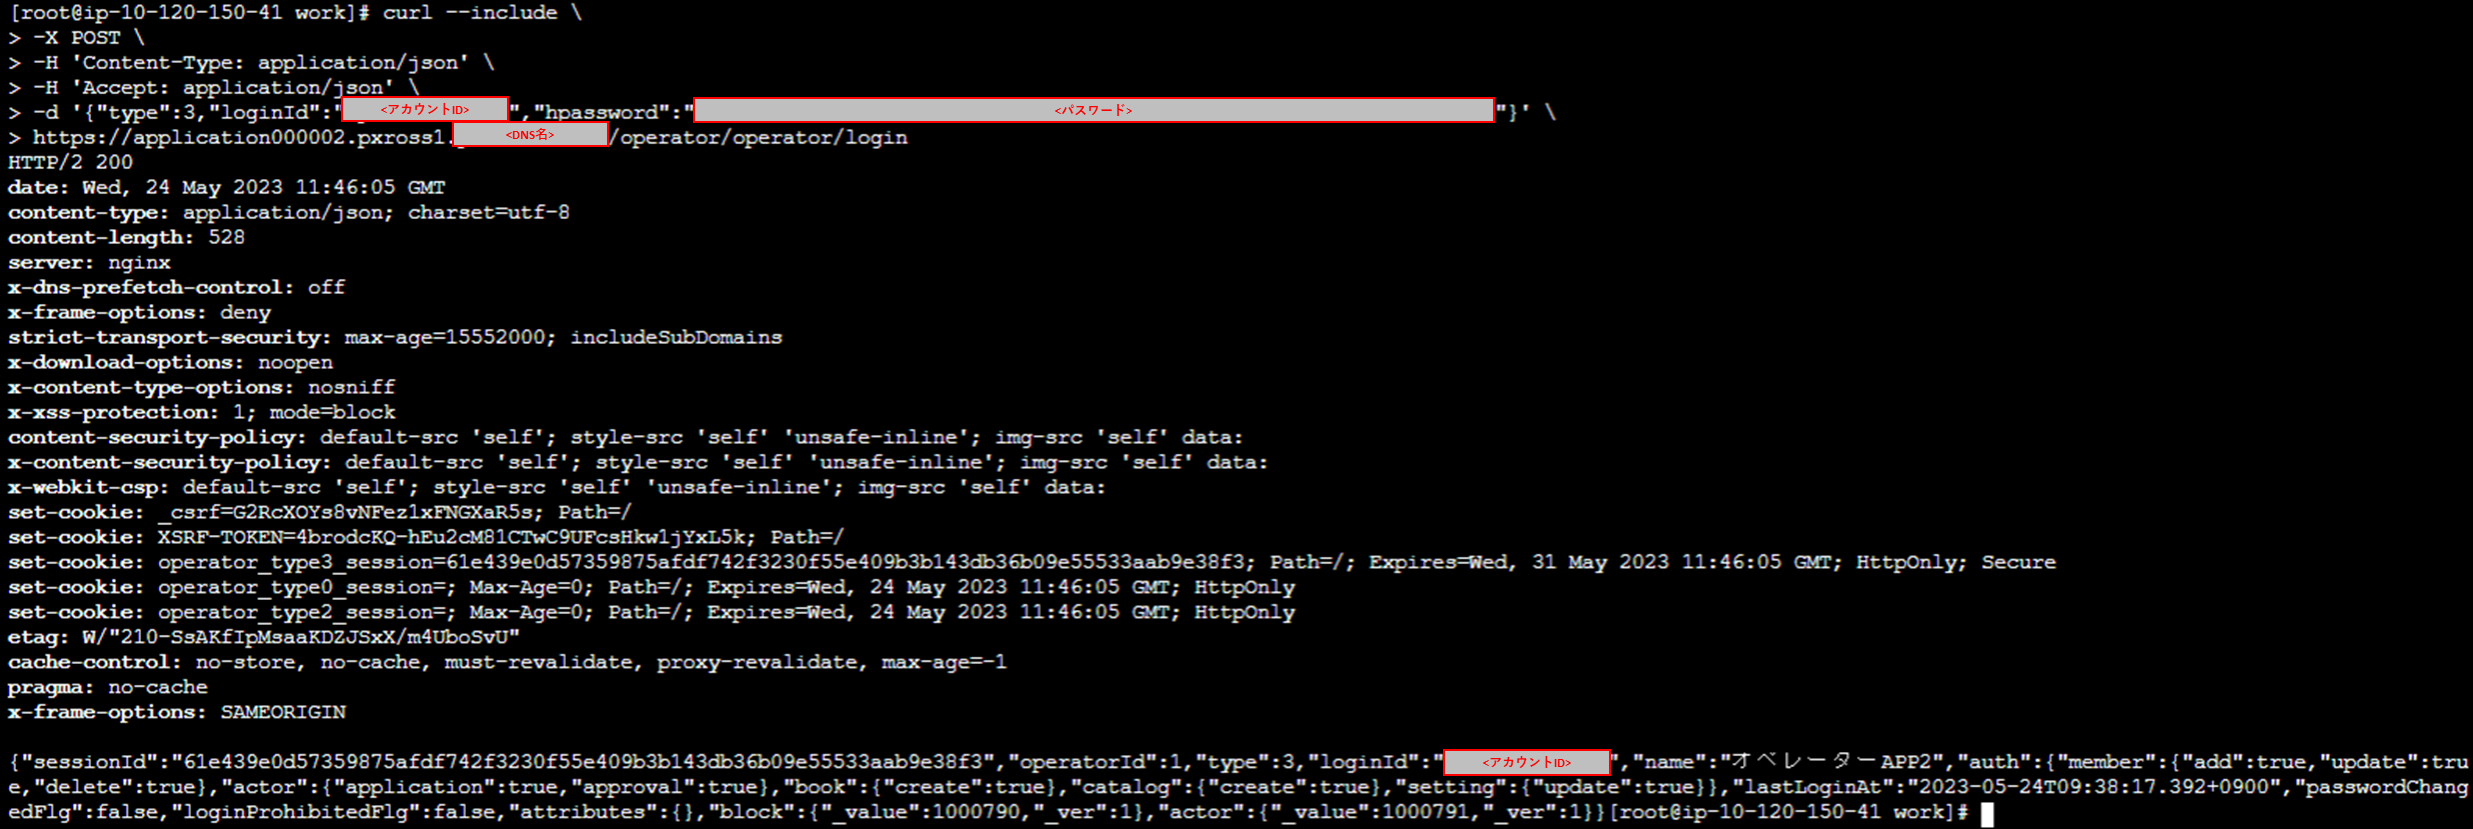 [root@ip-10-120-150-41 work]# curl --include \
> -X POST \
> -H 'Content-Type: application/json' \
> -H 'Accept: application/json' \
> -d '{"type":3,"loginId":"<アカウントID>","hpassword":"<パスワード>"}' \
> https://application000002.pxross1.<DNS名>/operator/operator/login
HTTP/2 200
date: Wed, 24 May 2023 11:46:05 GMT
content-type: application/json; charset=utf-8
content-length: 528
server: nginx
x-dns-prefetch-control: off
x-frame-options: deny
strict-transport-security: max-age=15552000; includeSubDomains
x-download-options: noopen
x-content-type-options: nosniff
x-xss-protection: 1; mode=block
content-security-policy: default-src 'self'; style-src 'self' 'unsafe-inline'; img-src 'self' data:
x-content-security-policy: default-src 'self'; style-src 'self' 'unsafe-inline'; img-src 'self' data:
x-webkit-csp: default-src 'self'; style-src 'self' 'unsafe-inline'; img-src 'self' data:
set-cookie: _csrf=G2RcXOYs8vNFez1xFNGXaR5s; Path=/
set-cookie: XSRF-TOKEN=4brodcKQ-hEu2cM81CTwC9UFcsHkw1jYxL5k; Path=/
set-cookie: operator_type3_session=61e439e0d57359875afdf742f3230f55e409b3b143db36b09e55533aab9e38f3; Path=/; Expires=Wed, 31 May 2023 11:46:05 GMT; HttpOnly; Secure
set-cookie: operator_type0_session=; Max-Age=0; Path=/; Expires=Wed, 24 May 2023 11:46:05 GMT; HttpOnly
set-cookie: operator_type2_session=; Max-Age=0; Path=/; Expires=Wed, 24 May 2023 11:46:05 GMT; HttpOnly
etag: W/"210-SsAKfIpMsaaKDZJSxX/m4UboSvU"
cache-control: no-store, no-cache, must-revalidate, proxy-revalidate, max-age=-1
pragma: no-cache
x-frame-options: SAMEORIGIN

{"sessionId":"61e439e0d57359875afdf742f3230f55e409b3b143db36b09e55533aab9e38f3","operatorId":1,"type":3,"loginId":"<アカウントID>","name":"オペレーターAPP2","auth":{"member":{"add":true,"update":tru
e,"delete":true},"actor":{"application":true,"approval":true},"book":{"create":true},"catalog":{"create":true},"setting":{"update":true}},"lastLoginAt":"2023-05-24T09:38:17.392+0900","passwordChang
edFlg":false,"loginProhibitedFlg":false,"attributes":{},"block":{"_value":1000790,"_ver":1},"actor":{"_value":1000791,"_ver":1}}[root@ip-10-120-150-41 work]#